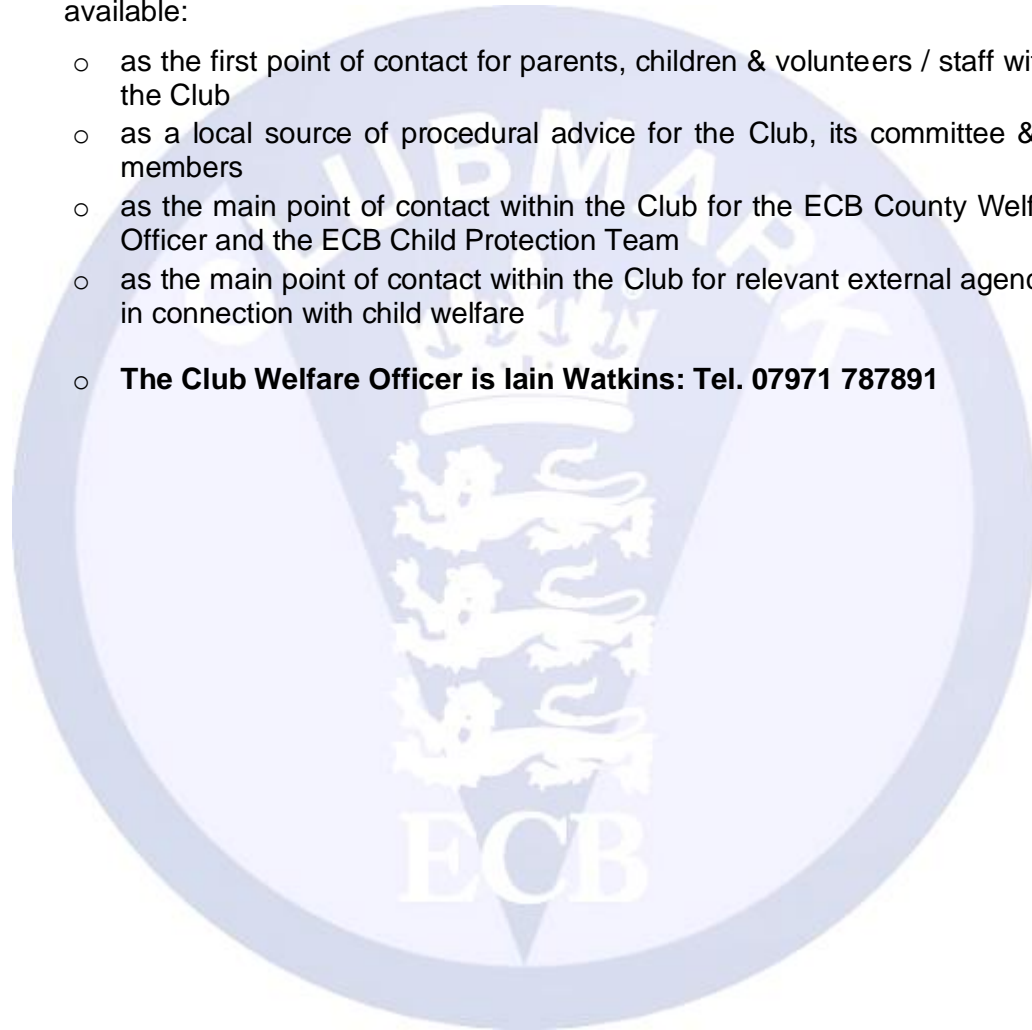 available:
o as the first point of contact for parents, children & volunteers / staff wi
the Club
o as a local source of procedural advice for the Club, its committee &
members
o as the main point of contact within the Club for the ECB County Welf
Officer and the ECB Child Protection Team
o as the main point of contact within the Club for relevant external agen
in connection with child welfare
o The Club Welfare Officer is Iain Watkins: Tel. 07971 787891
CLUBMARK
ECB